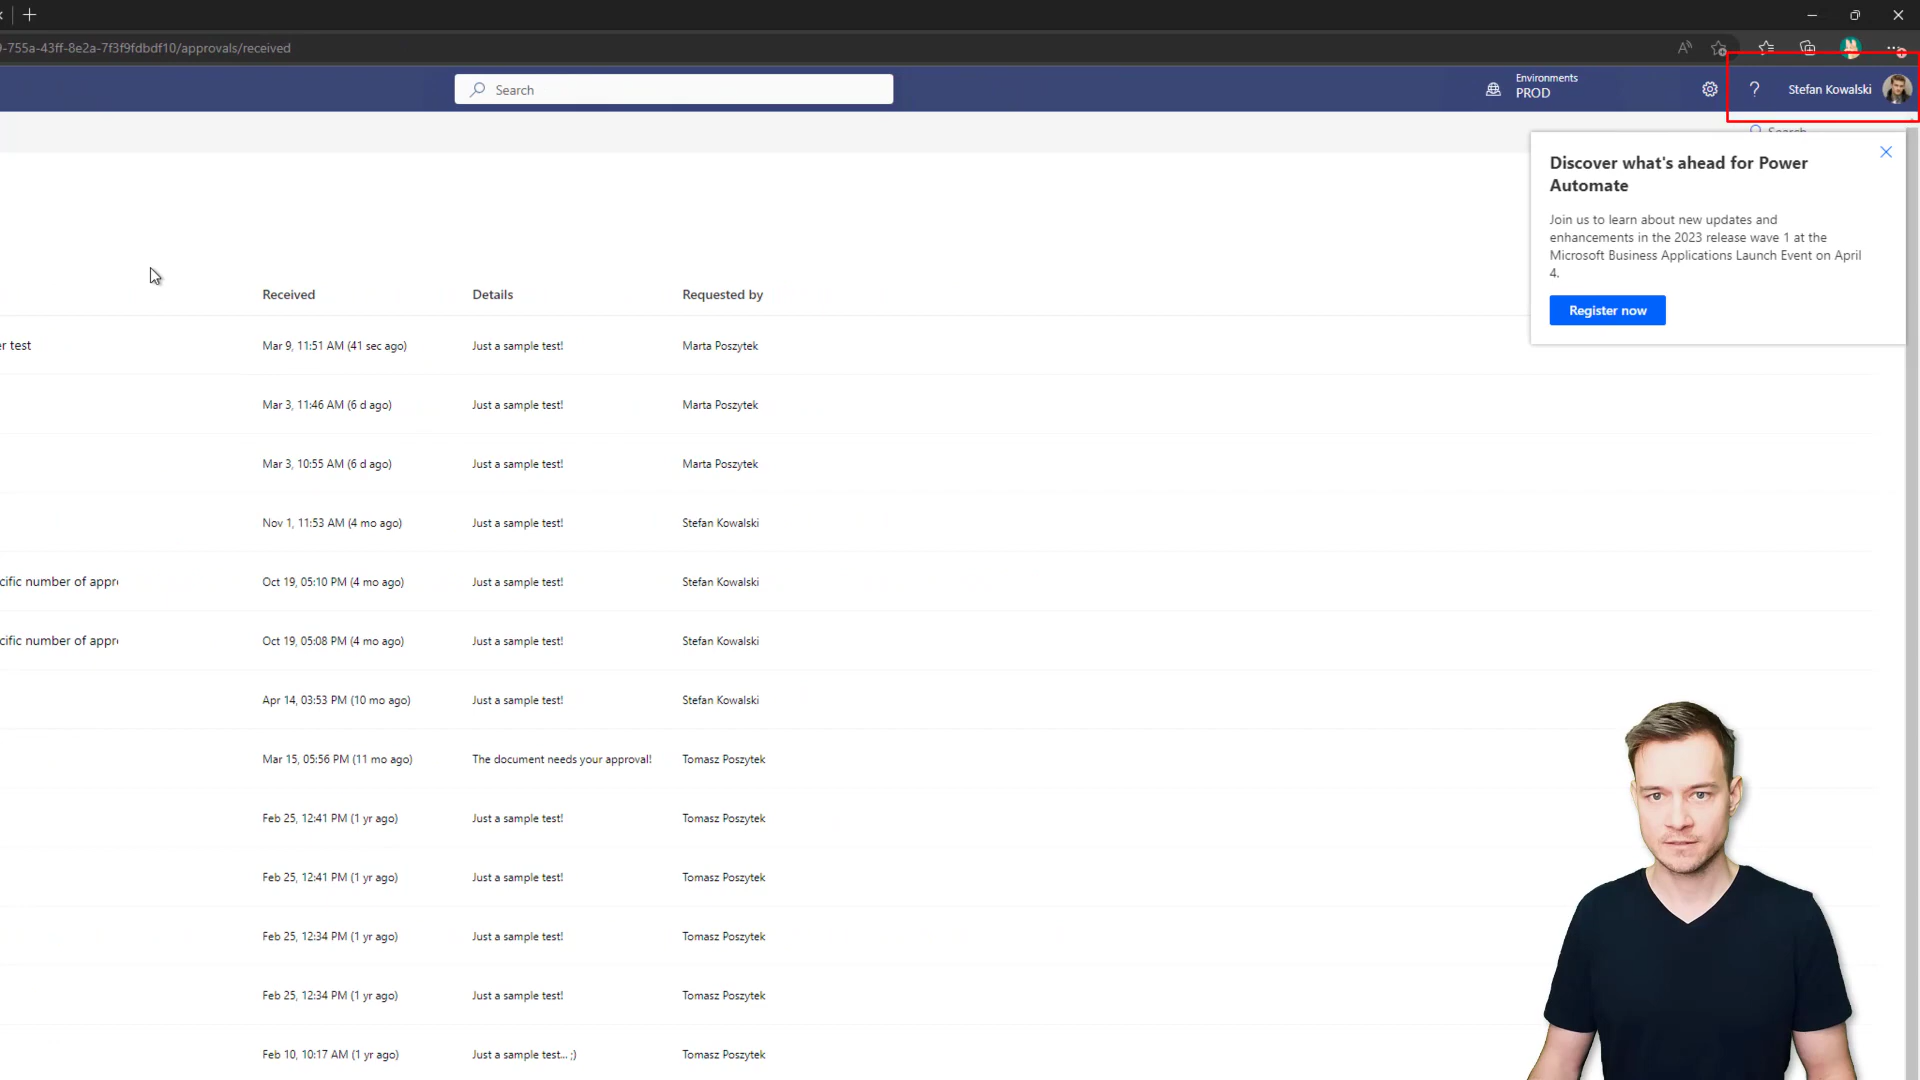 9-755a-43ff-8e2a-7f3f9fdbdf10/approvals/received
Search
Environments
PROD
?
Stefan Kowalski
Search
Discover what's ahead for Power
Automate
Join us to learn about new updates and
enhancements in the 2023 release wave 1 at the
Microsoft Business Applications Launch Event on April
4.
Register now
Received Details Requested by
er test Mar 9, 11:51 AM (41 sec ago) Just a sample test! Marta Poszytek
Mar 3, 11:46 AM (6 d ago) Just a sample test! Marta Poszytek
Mar 3, 10:55 AM (6 d ago) Just a sample test! Marta Poszytek
Nov 1, 11:53 AM (4 mo ago) Just a sample test! Stefan Kowalski
cific number of appr Oct 19, 05:10 PM (4 mo ago) Just a sample test! Stefan Kowalski
cific number of appr Oct 19, 05:08 PM (4 mo ago) Just a sample test! Stefan Kowalski
Apr 14, 03:53 PM (10 mo ago) Just a sample test! Stefan Kowalski
Mar 15, 05:56 PM (11 mo ago) The document needs your approval! Tomasz Poszytek
Feb 25, 12:41 PM (1 yr ago) Just a sample test! Tomasz Poszytek
Feb 25, 12:41 PM (1 yr ago) Just a sample test! Tomasz Poszytek
Feb 25, 12:34 PM (1 yr ago) Just a sample test! Tomasz Poszytek
Feb 25, 12:34 PM (1 yr ago) Just a sample test! Tomasz Poszytek
Feb 10, 10:17 AM (1 yr ago) Just a sample test... ;) Tomasz Poszytek